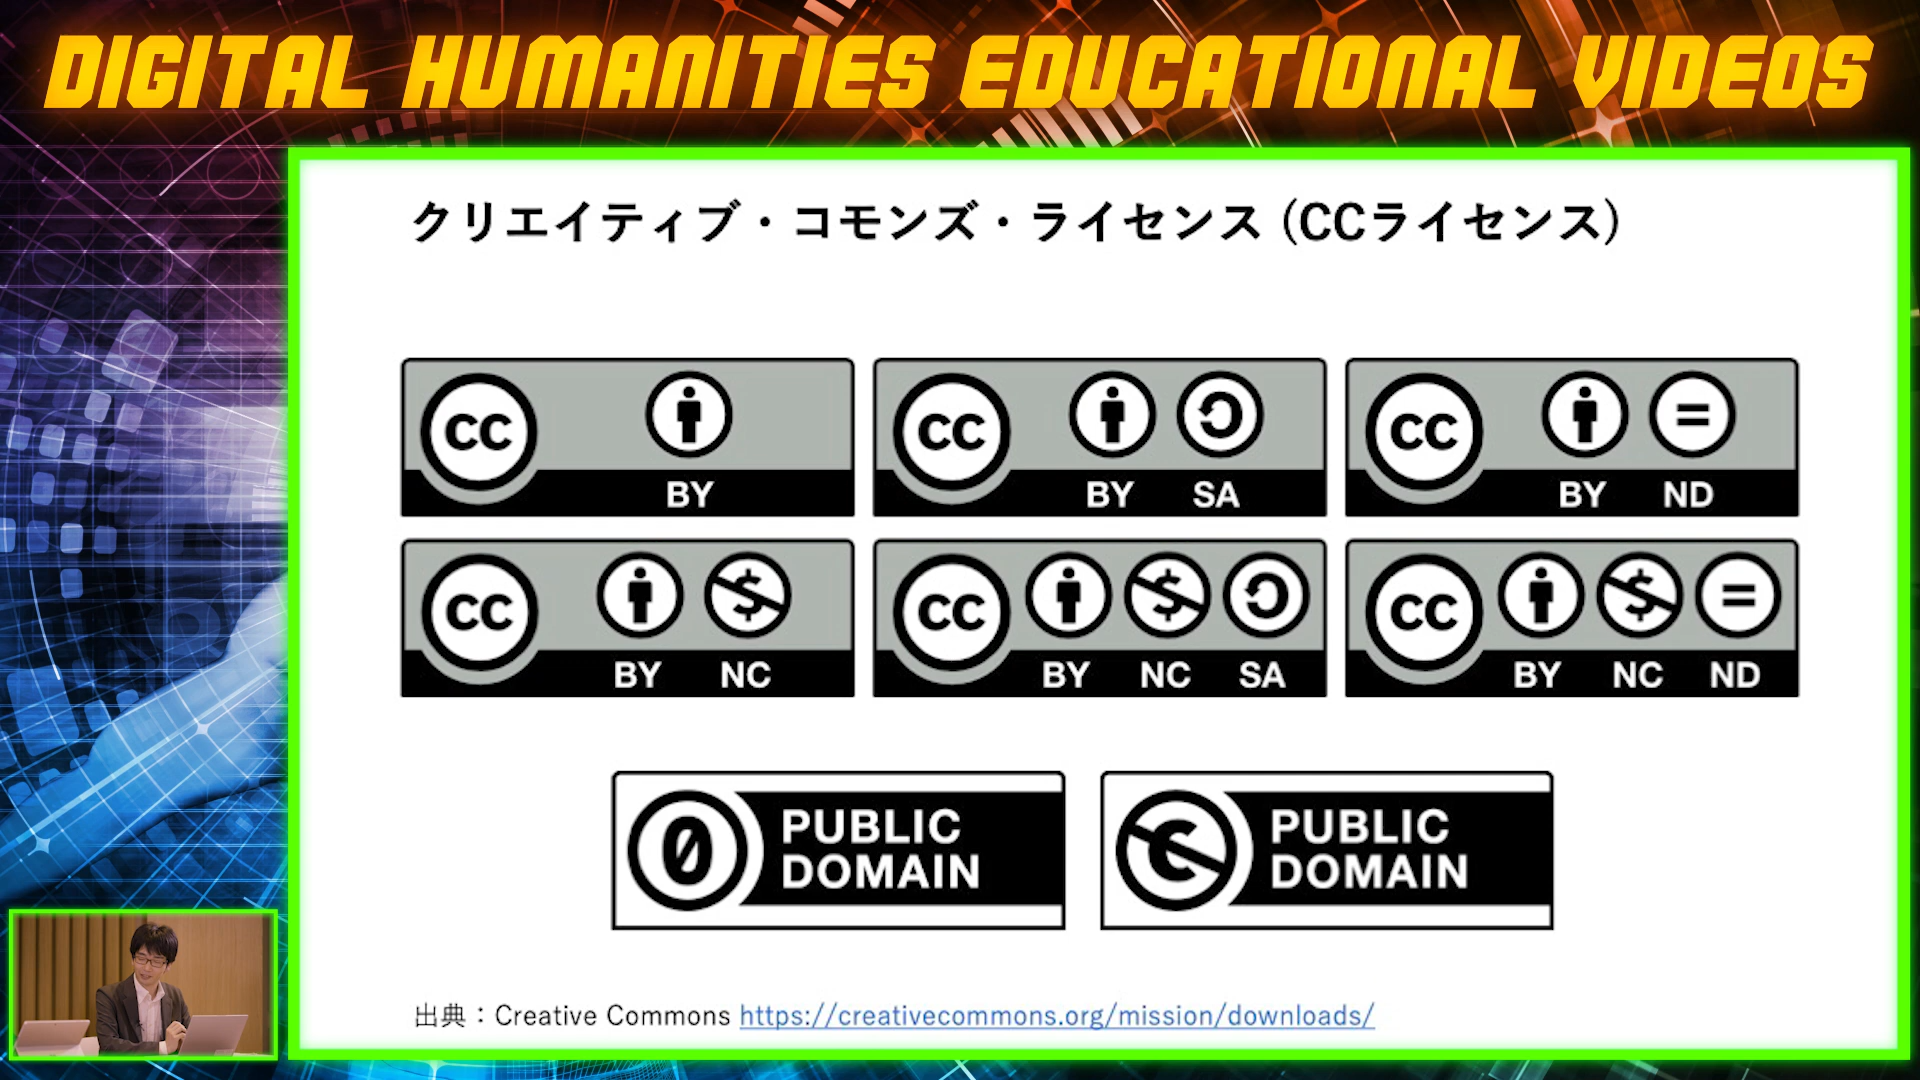 DIGITAL HUMANITIES EDUCATIONAL VIDEOS
クリエイティブ・コモンズ・ライセンス (CCライセンス)
CC BY
CC BY SA
CC BY ND
CC BY NC
CC BY NC SA
CC BY NC ND
0 PUBLIC
DOMAIN
C PUBLIC
DOMAIN
出典：Creative Commons https://creativecommons.org/mission/downloads/